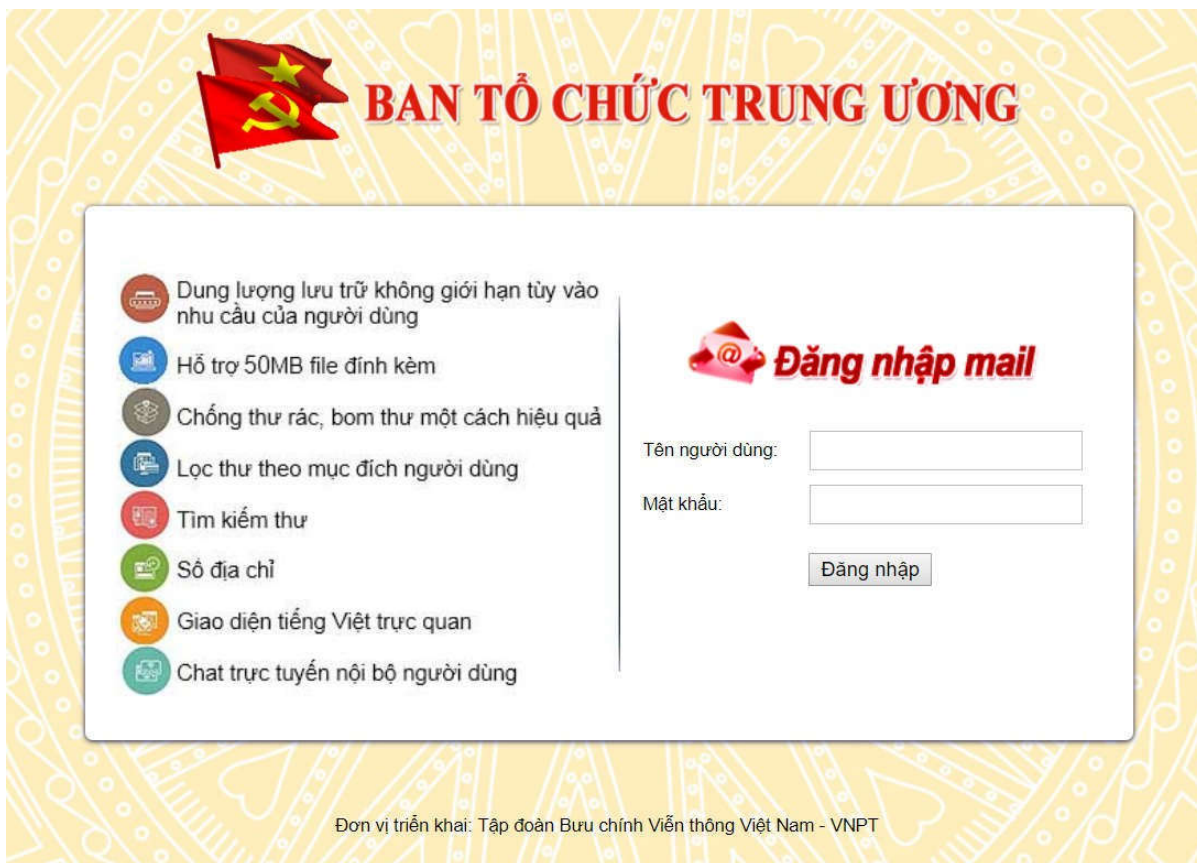 BAN TỔ CHỨC TRUNG ƯƠNG
Dung lượng lưu trữ không giới hạn tùy vào
nhu cầu của người dùng
Hỗ trợ 50MB file đính kèm
Chống thư rác, bom thư một cách hiệu quả
Lọc thư theo mục đích người dùng
Tìm kiếm thư
Sổ địa chỉ
Giao diện tiếng Việt trực quan
Chat trực tuyến nội bộ người dùng
@ Đăng nhập mail
Tên người dùng:
Mật khẩu:
Đăng nhập
Đơn vị triển khai: Tập đoàn Bưu chính Viễn thông Việt Nam - VNPT